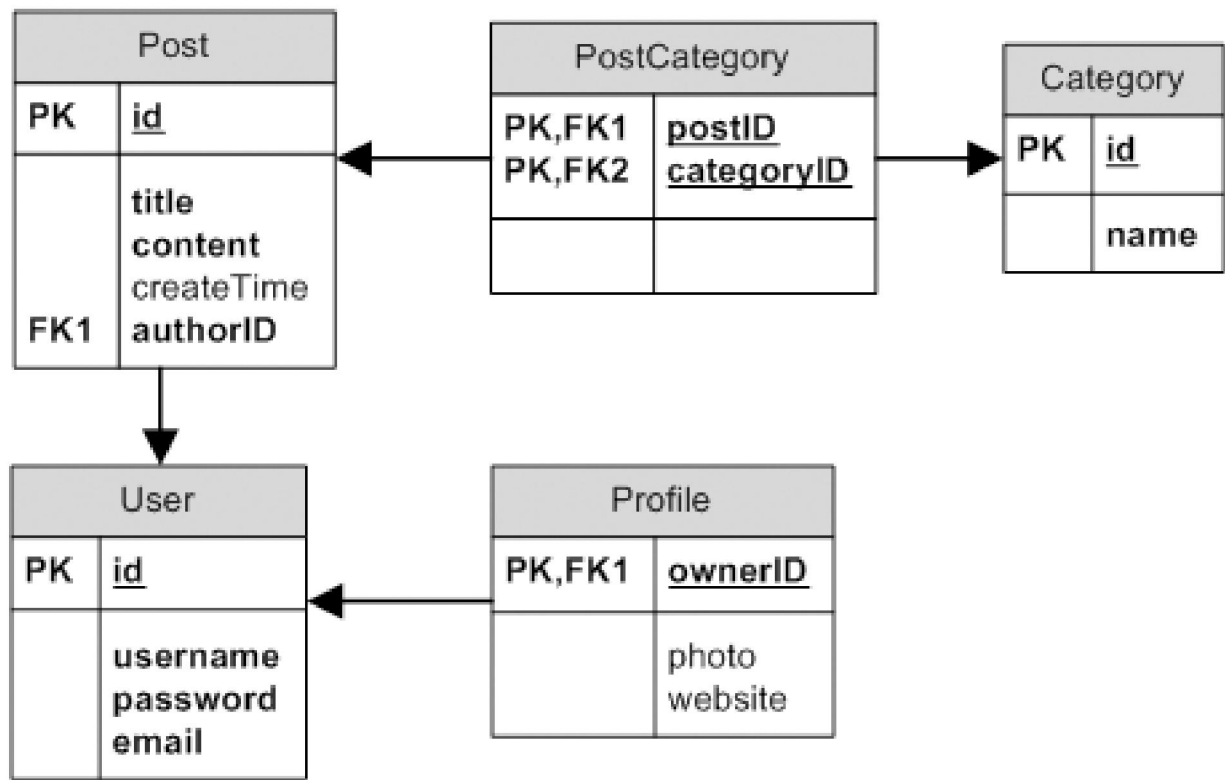 Post
PK id
title
content
createTime
FK1 authorID
PostCategory
PK,FK1 postID
PK,FK2 categoryID
Category
PK id
name
User
PK id
username
password
email
Profile
PK,FK1 ownerID
photo
website